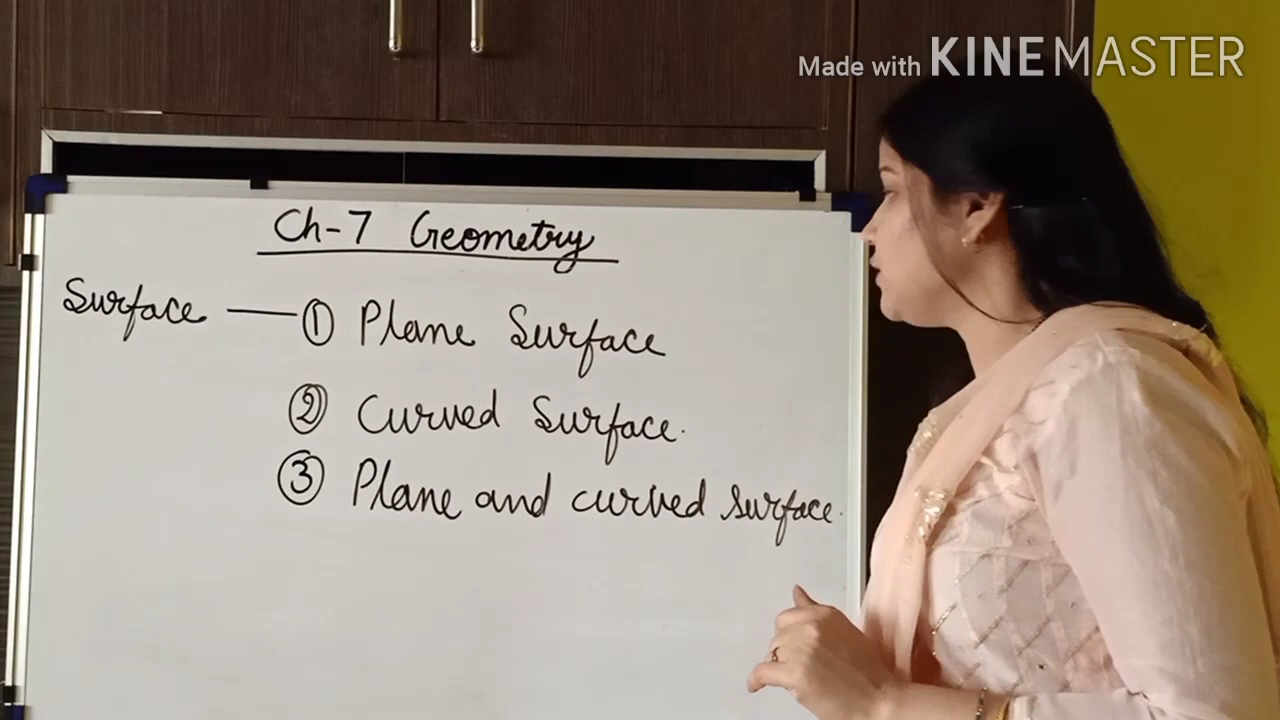 Made with KINEMASTER
Ch-7 Geometry
Surface — ① Plane Surface
② Curved Surface.
③ Plane and curved surface.